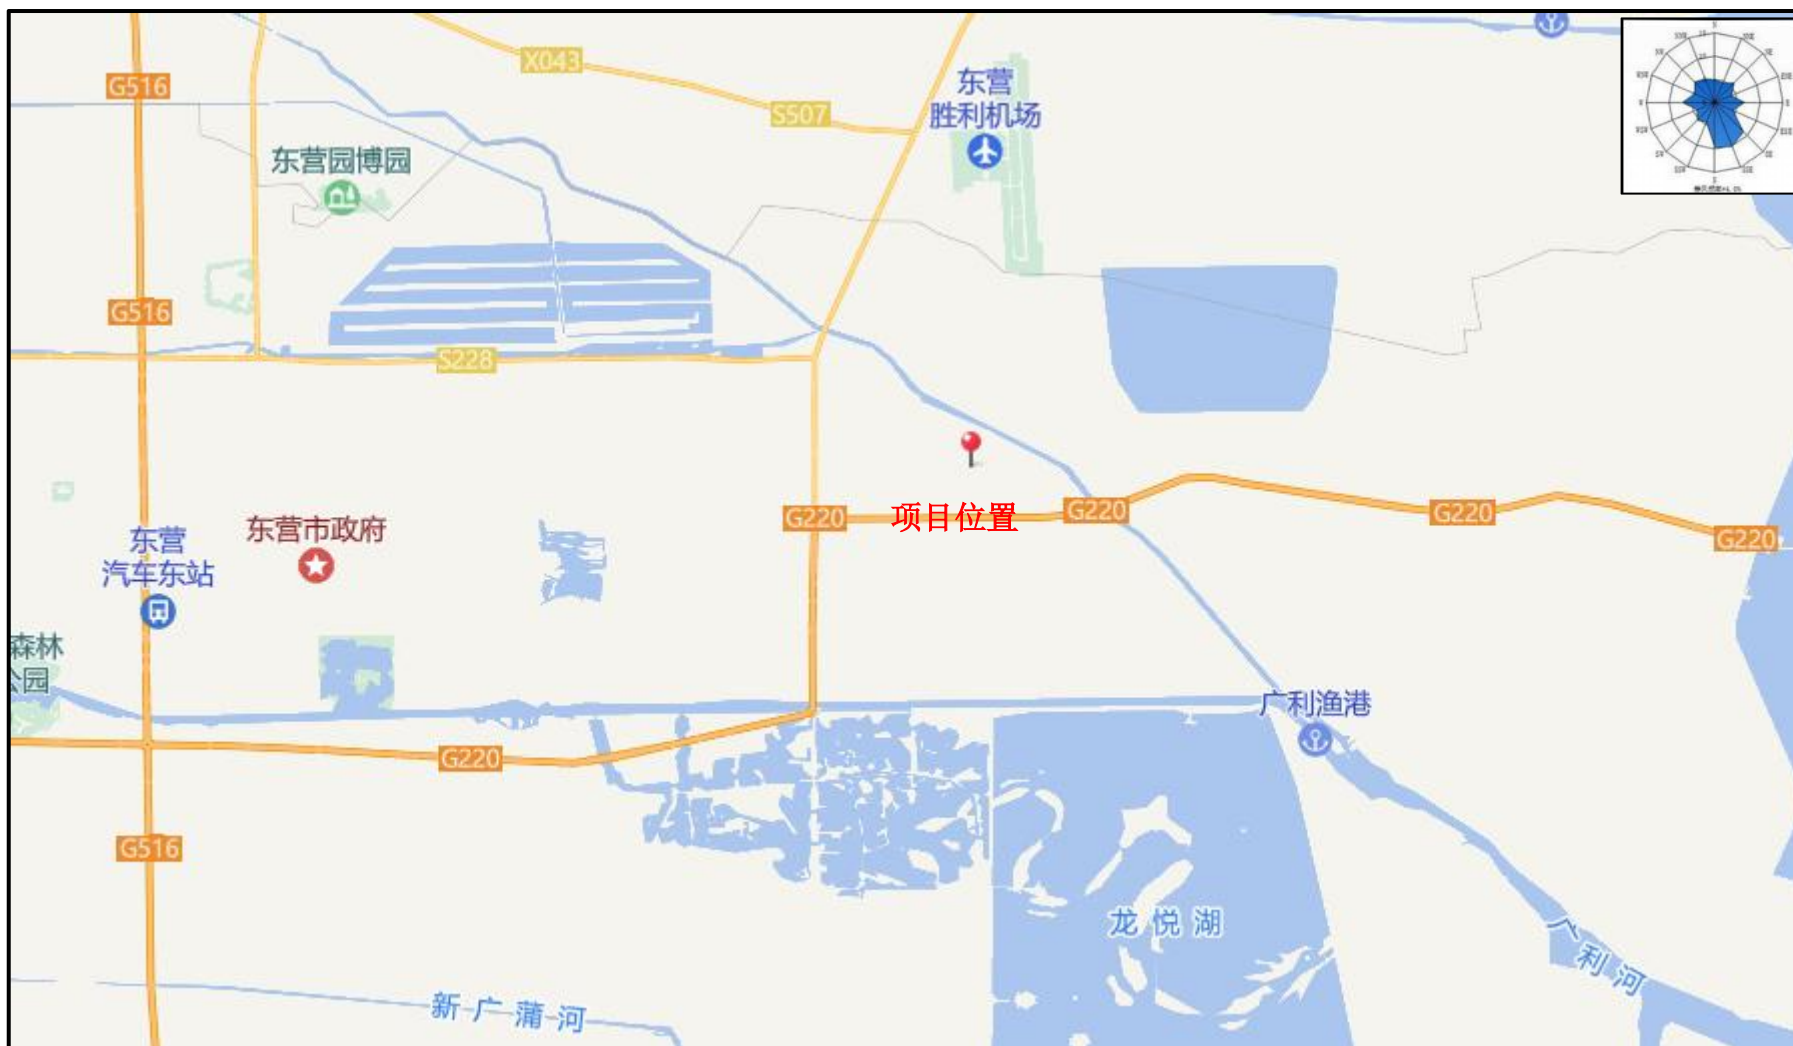 X043
G516
东营
胜利机场
S507
东营园博园
G516
S228
G220
项目位置
G220
G220
G220
东营市政府
东营
汽车东站
森林
公园
广利渔港
G220
G516
龙悦湖
广利河
新广蒲河